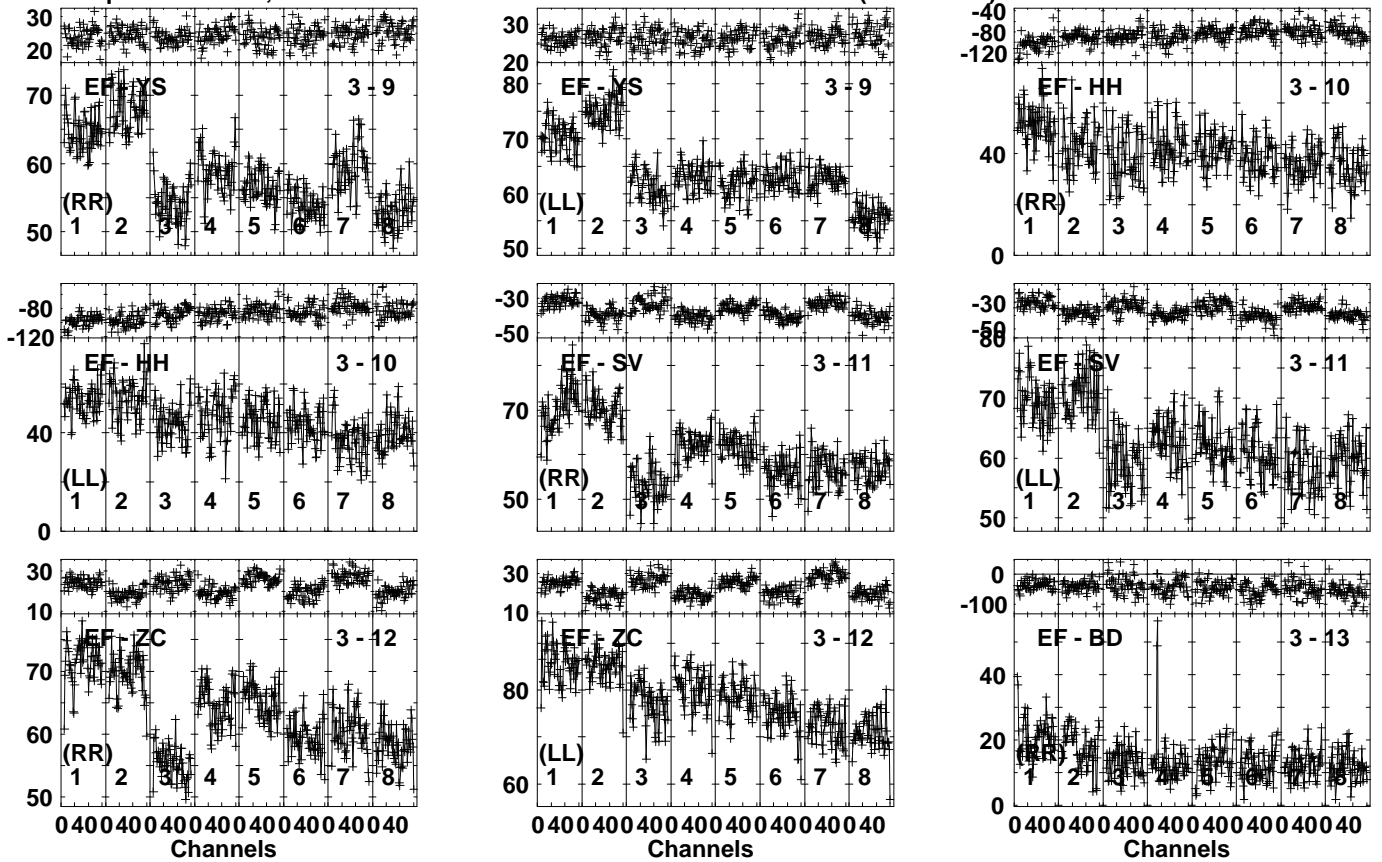 30 20 EF - YS 3 - 9 70 60 50 (RR) 1 2 3 4 5 6 7 8
30 20 EF - YS 3 - 9 80 70 60 50 (LL) 1 2 3 4 5 6 7 8
-40 -80 -120 EF - HH 3 - 10 40 0 (RR) 1 2 3 4 5 6 7 8
-80 -120 EF - HH 3 - 10 40 0 (LL) 1 2 3 4 5 6 7 8
-30 -50 EF - SV 3 - 11 70 50 (RR) 1 2 3 4 5 6 7 8
-30 -50 80 EF - SV 3 - 11 70 60 50 (LL) 1 2 3 4 5 6 7 8
30 10 EF - ZC 3 - 12 70 60 50 (RR) 1 2 3 4 5 6 7 8
30 10 EF - ZC 3 - 12 80 60 (LL) 1 2 3 4 5 6 7 8
0 -100 EF - BD 3 - 13 40 20 0 (RR) 1 2 3 4 5 6 7 8
0 40 0 40 0 40 0 40 0 40 0 40 0 40 0 40
Channels
0 40 0 40 0 40 0 40 0 40 0 40 0 40 0 40
Channels
0 40 0 40 0 40 0 40 0 40 0 40 0 40 0 40
Channels